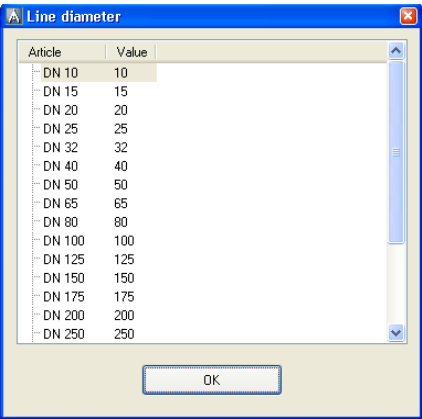 Line diameter
Article Value
DN 10 10
DN 15 15
DN 20 20
DN 25 25
DN 32 32
DN 40 40
DN 50 50
DN 65 65
DN 80 80
DN 100 100
DN 125 125
DN 150 150
DN 175 175
DN 200 200
DN 250 250
OK